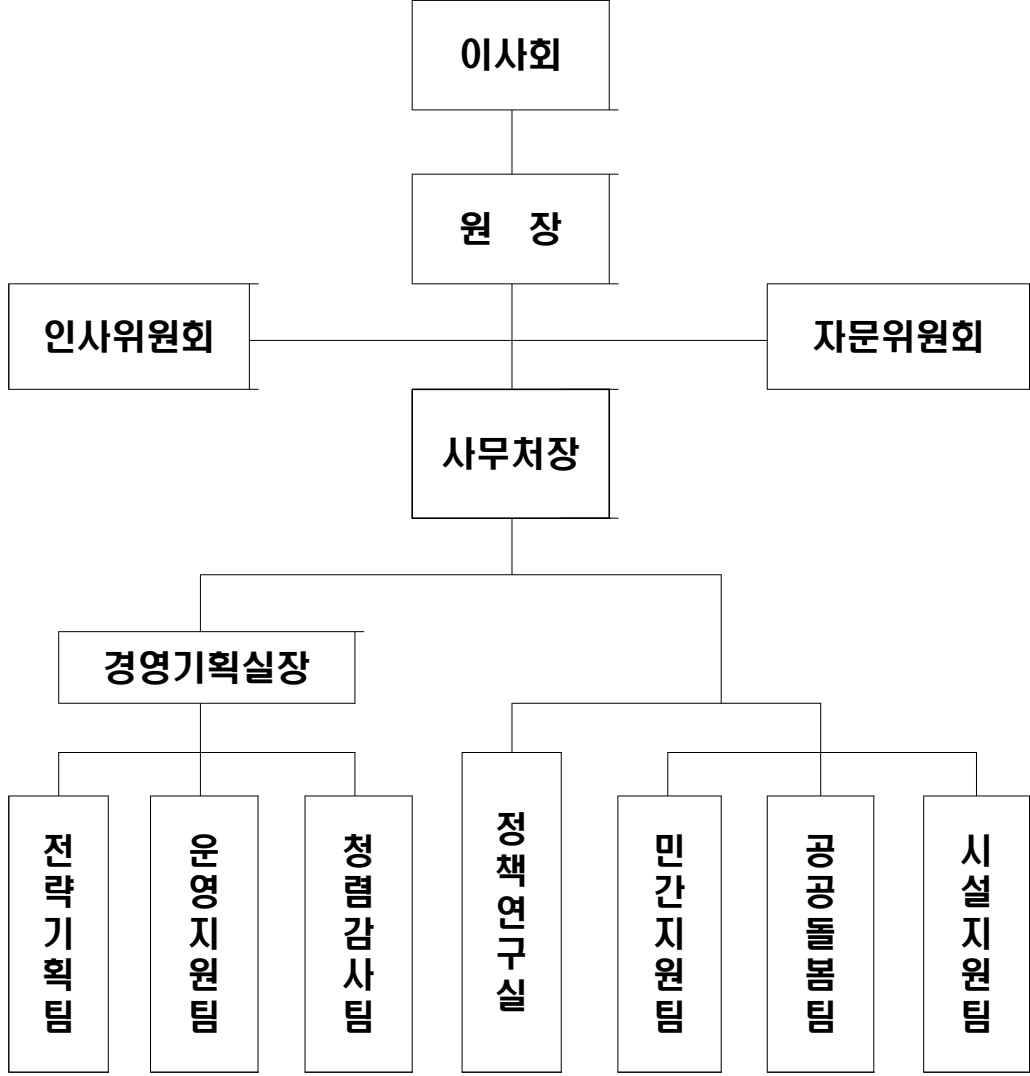 이사회
원 장
인사위원회
자문위원회
사무처장
경영기획실장
전략기획팀
운영지원팀
청렴감사팀
정책연구실
민간지원팀
공공돌봄팀
시설지원팀